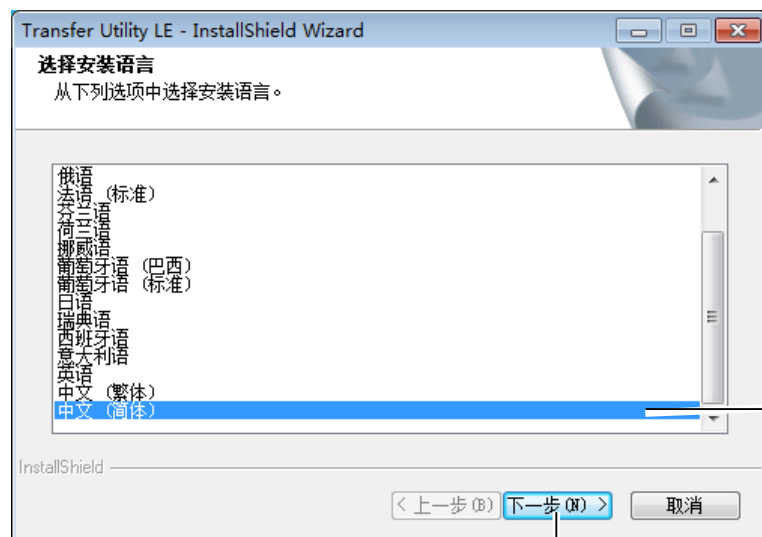 Transfer Utility LE - InstallShield Wizard
选择安装语言
从下列选项中选择安装语言。
俄语
法语 (标准)
芬兰语
荷兰语
挪威语
葡萄牙语 (巴西)
葡萄牙语 (标准)
日语
瑞典语
西班牙语
意大利语
英语
中文 (繁体)
中文 (简体)
InstallShield
< 上一步(B) 下一步(N) > 取消